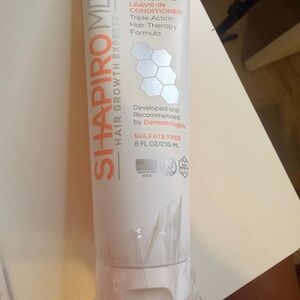 SHAPIRO MD
HAIR GROWTH EXPERTS
LEAVE-IN
CONDITIONER
Triple Action
Hair Therapy
Formula
Developed and
Recommended
by Dermatologists
SULFATE FREE
8 FL OZ/235 ML